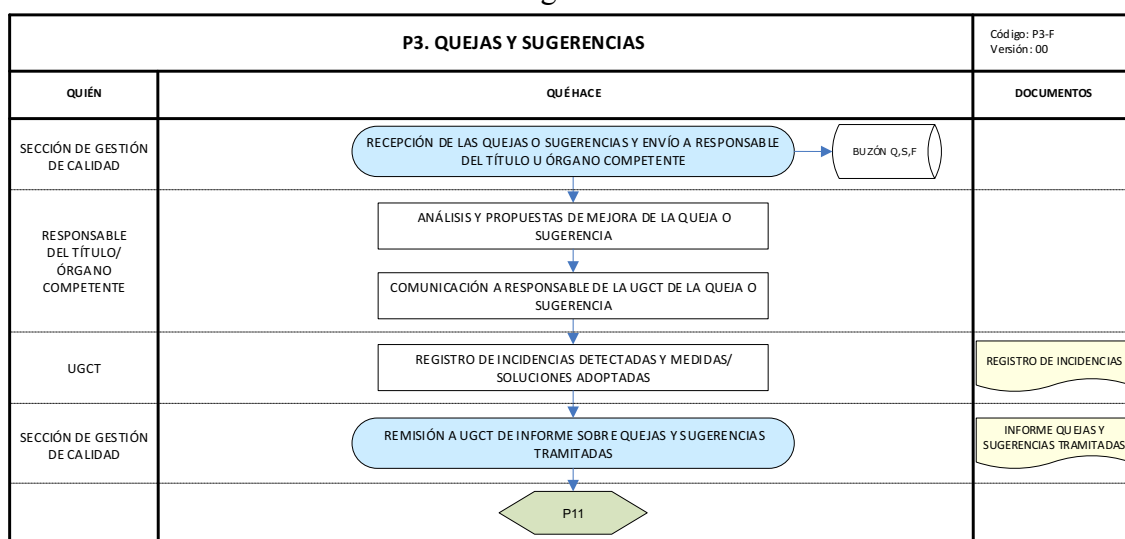 P3. QUEJAS Y SUGERENCIAS
Código: P3-F
Versión: 00
QUIÉN
QUÉ HACE
DOCUMENTOS
SECCIÓN DE GESTIÓN
DE CALIDAD
RECEPCIÓN DE LAS QUEJAS O SUGERENCIAS Y ENVÍO A RESPONSABLE
DEL TÍTULO U ÓRGANO COMPETENTE
BUZÓN Q,S,F
RESPONSABLE
DEL TÍTULO/
ÓRGANO
COMPETENTE
ANÁLISIS Y PROPUESTAS DE MEJORA DE LA QUEJA O
SUGERENCIA
COMUNICACIÓN A RESPONSABLE DE LA UGCT DE LA QUEJA O
SUGERENCIA
UGCT
REGISTRO DE INCIDENCIAS DETECTADAS Y MEDIDAS/
SOLUCIONES ADOPTADAS
REGISTRO DE INCIDENCIAS
SECCIÓN DE GESTIÓN
DE CALIDAD
REMISIÓN A UGCT DE INFORME SOBRE QUEJAS Y SUGERENCIAS
TRAMITADAS
INFORME QUEJAS Y
SUGERENCIAS TRAMITADAS
P11